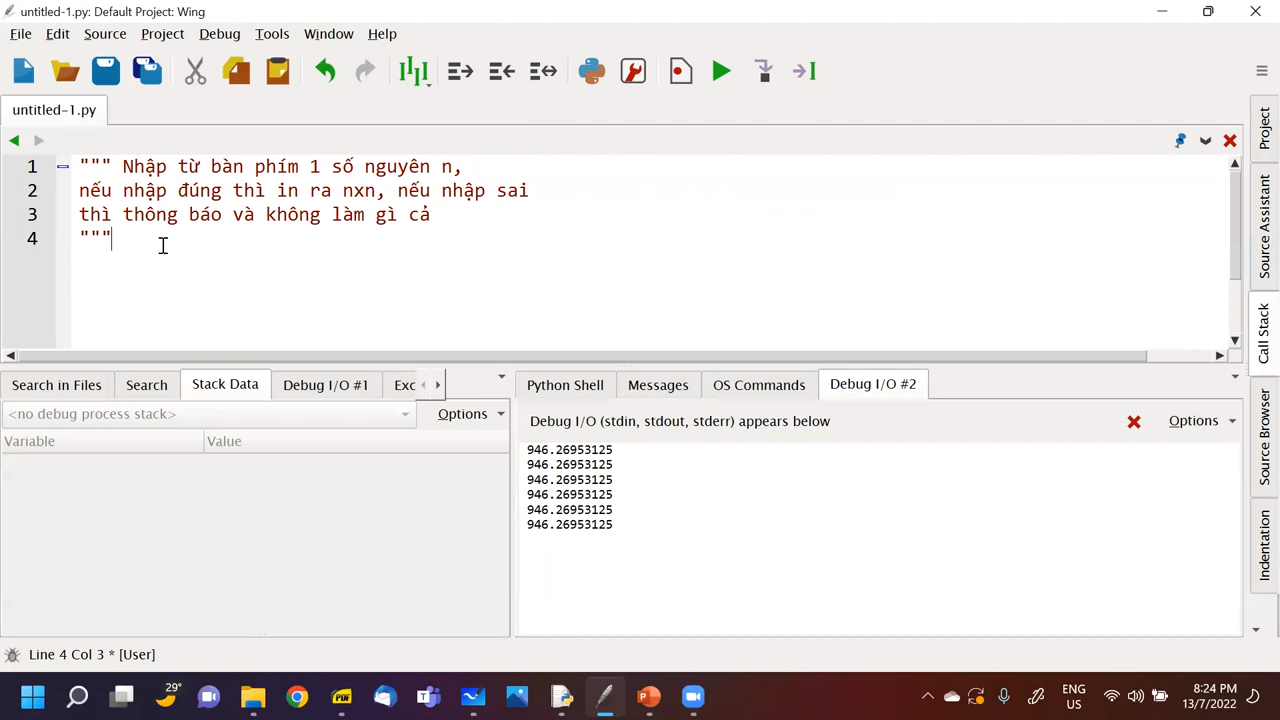 untitled-1.py: Default Project: Wing
File Edit Source Project Debug Tools Window Help
untitled-1.py
1 """ Nhập từ bàn phím 1 số nguyên n,
2 nếu nhập đúng thì in ra nxn, nếu nhập sai
3 thì thông báo và không làm gì cả
4 """
Project
Source Assistant
Call Stack
Source Browser
Indentation
Search in Files Search Stack Data Debug I/O #1 Exc
<no debug process stack> Options
Variable Value
Python Shell Messages OS Commands Debug I/O #2
Debug I/O (stdin, stdout, stderr) appears below Options
946.26953125
946.26953125
946.26953125
946.26953125
946.26953125
946.26953125
Line 4 Col 3 * [User]
29°
PDF
ENG
US
8:24 PM
13/7/2022